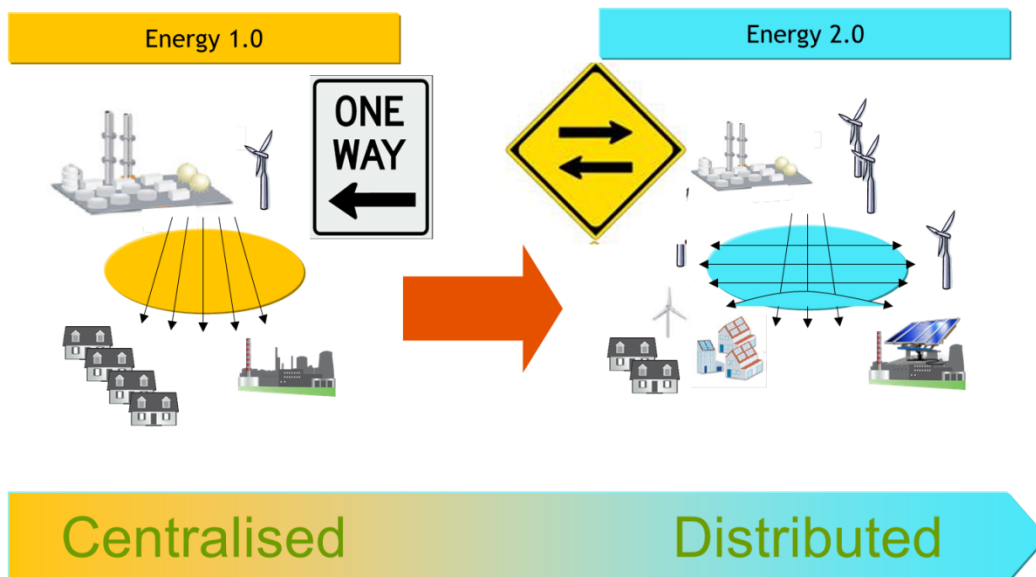 Energy 1.0
Energy 2.0
ONE
WAY
Centralised
Distributed